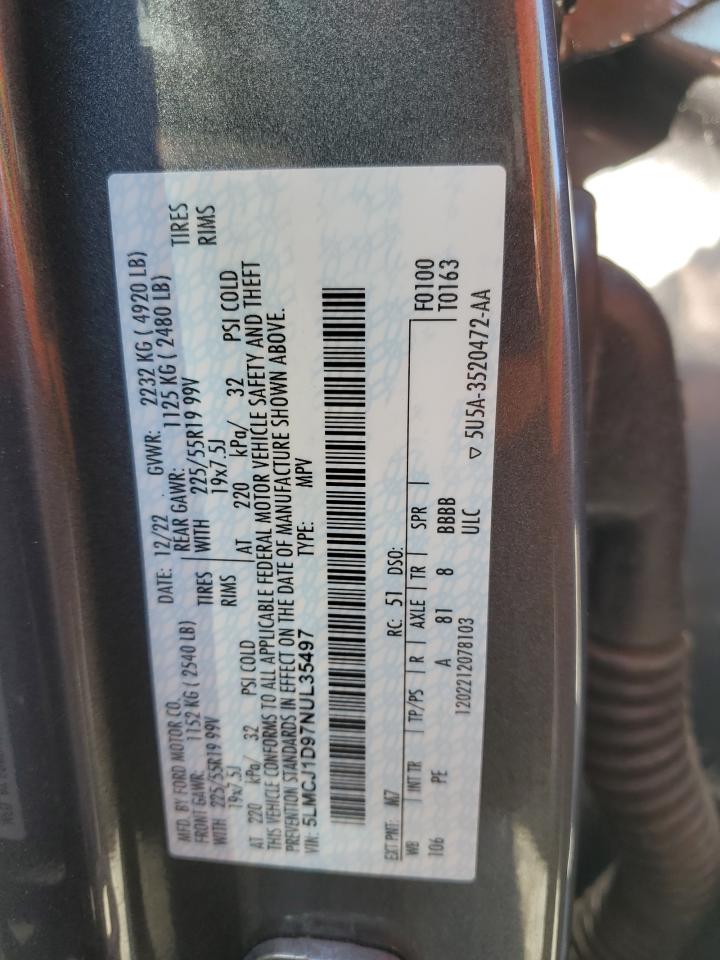 MFD. BY FORD MOTOR CO.
DATE: 12/22 GVWR: 2232 KG ( 4920 LB)
FRONT GAWR: 1152 KG ( 2540 LB) REAR GAWR: 1125 KG ( 2480 LB)
WITH 225/55R19 99V TIRES WITH 225/55R19 99V TIRES
19x7.5J RIMS 19x7.5J RIMS
AT 220 kPa/ 32 PSI COLD AT 220 kPa/ 32 PSI COLD
THIS VEHICLE CONFORMS TO ALL APPLICABLE FEDERAL MOTOR VEHICLE SAFETY AND THEFT
PREVENTION STANDARDS IN EFFECT ON THE DATE OF MANUFACTURE SHOWN ABOVE.
VIN: 5LMCJ1D97NUL35497 TYPE: MPV
EXT PNT: M7 RC: 51 DSO: F0100
WB INT TR TP/PS R AXLE TR SPR T0163
106 PE A 81 8 BBBB
1202212078103 ULC ▽ 5U5A-3520472-AA